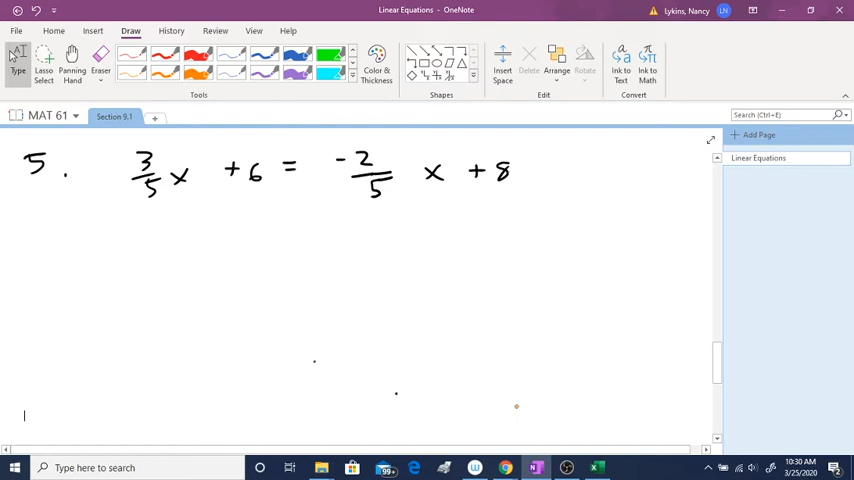 Linear Equations - OneNote
Lykins, Nancy LN
File Home Insert Draw History Review View Help
Type Lasso Select Panning Hand Eraser Color & Thickness Insert Space Delete Arrange Rotate Ink to Text Ink to Math
Tools Shapes Edit Convert
MAT 61 Section 9.1 Search (Ctrl+E)
Add Page
Linear Equations
5. 3/5 x + 6 = -2/5 x + 8
Type here to search 99+ 10:30 AM
3/25/2020 2